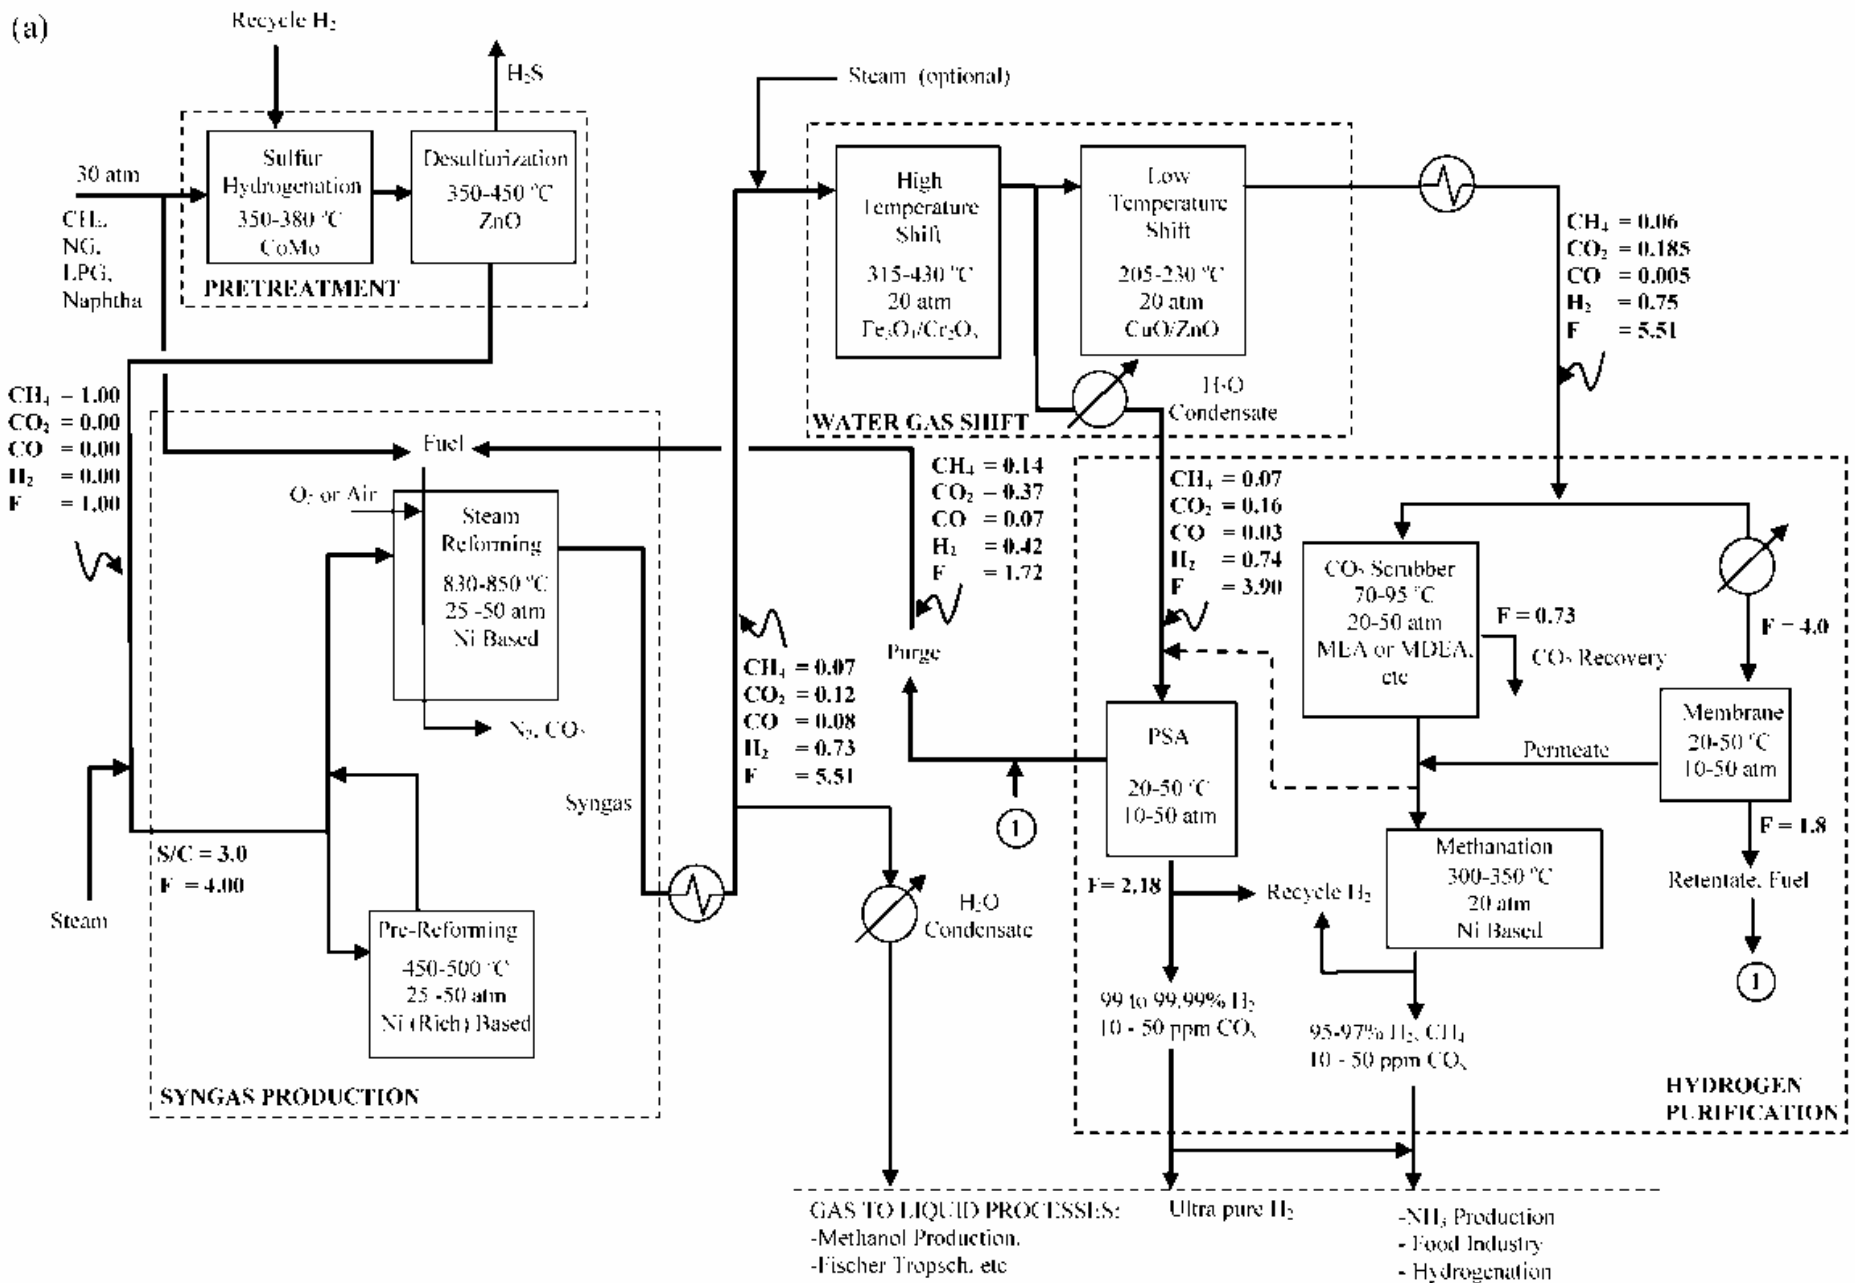 (a)
Recycle H₂
H₂S
Steam (optional)
30 atm
CH₄,
NG,
LPG,
Naphtha
Sulfur
Hydrogenation
350-380 °C
CoMo
Desulfurization
350-450 °C
ZnO
PRETREATMENT
High
Temperature
Shift
315-430 °C
20 atm
Fe₃O₄/Cr₂O₃
Low
Temperature
Shift
205-230 °C
20 atm
CuO/ZnO
H₂O
Condensate
WATER GAS SHIFT
CH₄ = 0.06
CO₂ = 0.185
CO = 0.005
H₂ = 0.75
F = 5.51
CH₄ = 1.00
CO₂ = 0.00
CO = 0.00
H₂ = 0.00
F = 1.00
Fuel
O₂ or Air
Steam
Reforming
830-850 °C
25 -50 atm
Ni Based
N₂, CO₂
Syngas
Steam
S/C = 3.0
F = 4.00
Pre-Reforming
450-500 °C
25 -50 atm
Ni (Rich) Based
SYNGAS PRODUCTION
CH₄ = 0.14
CO₂ = 0.37
CO = 0.07
H₂ = 0.42
F = 1.72
Purge
CH₄ = 0.07
CO₂ = 0.12
CO = 0.08
H₂ = 0.73
F = 5.51
1
H₂O
Condensate
CH₄ = 0.07
CO₂ = 0.16
CO = 0.03
H₂ = 0.74
F = 3.90
PSA
20-50 °C
10-50 atm
F= 2.18
Recycle H₂
99 to 99.99% H₂
10 - 50 ppm COₓ
CO₂ Scrubber
70-95 °C
20-50 atm
MEA or MDEA,
etc
F = 0.73
CO₂ Recovery
F = 4.0
Membrane
20-50 °C
10-50 atm
Permeate
F = 1.8
Retentate, Fuel
1
Methanation
300-350 °C
20 atm
Ni Based
95-97% H₂, CH₄
10 - 50 ppm COₓ
HYDROGEN
PURIFICATION
GAS TO LIQUID PROCESSES:
-Methanol Production,
-Fischer Tropsch, etc
Ultra pure H₂
-NH₃ Production
- Food Industry
- Hydrogenation